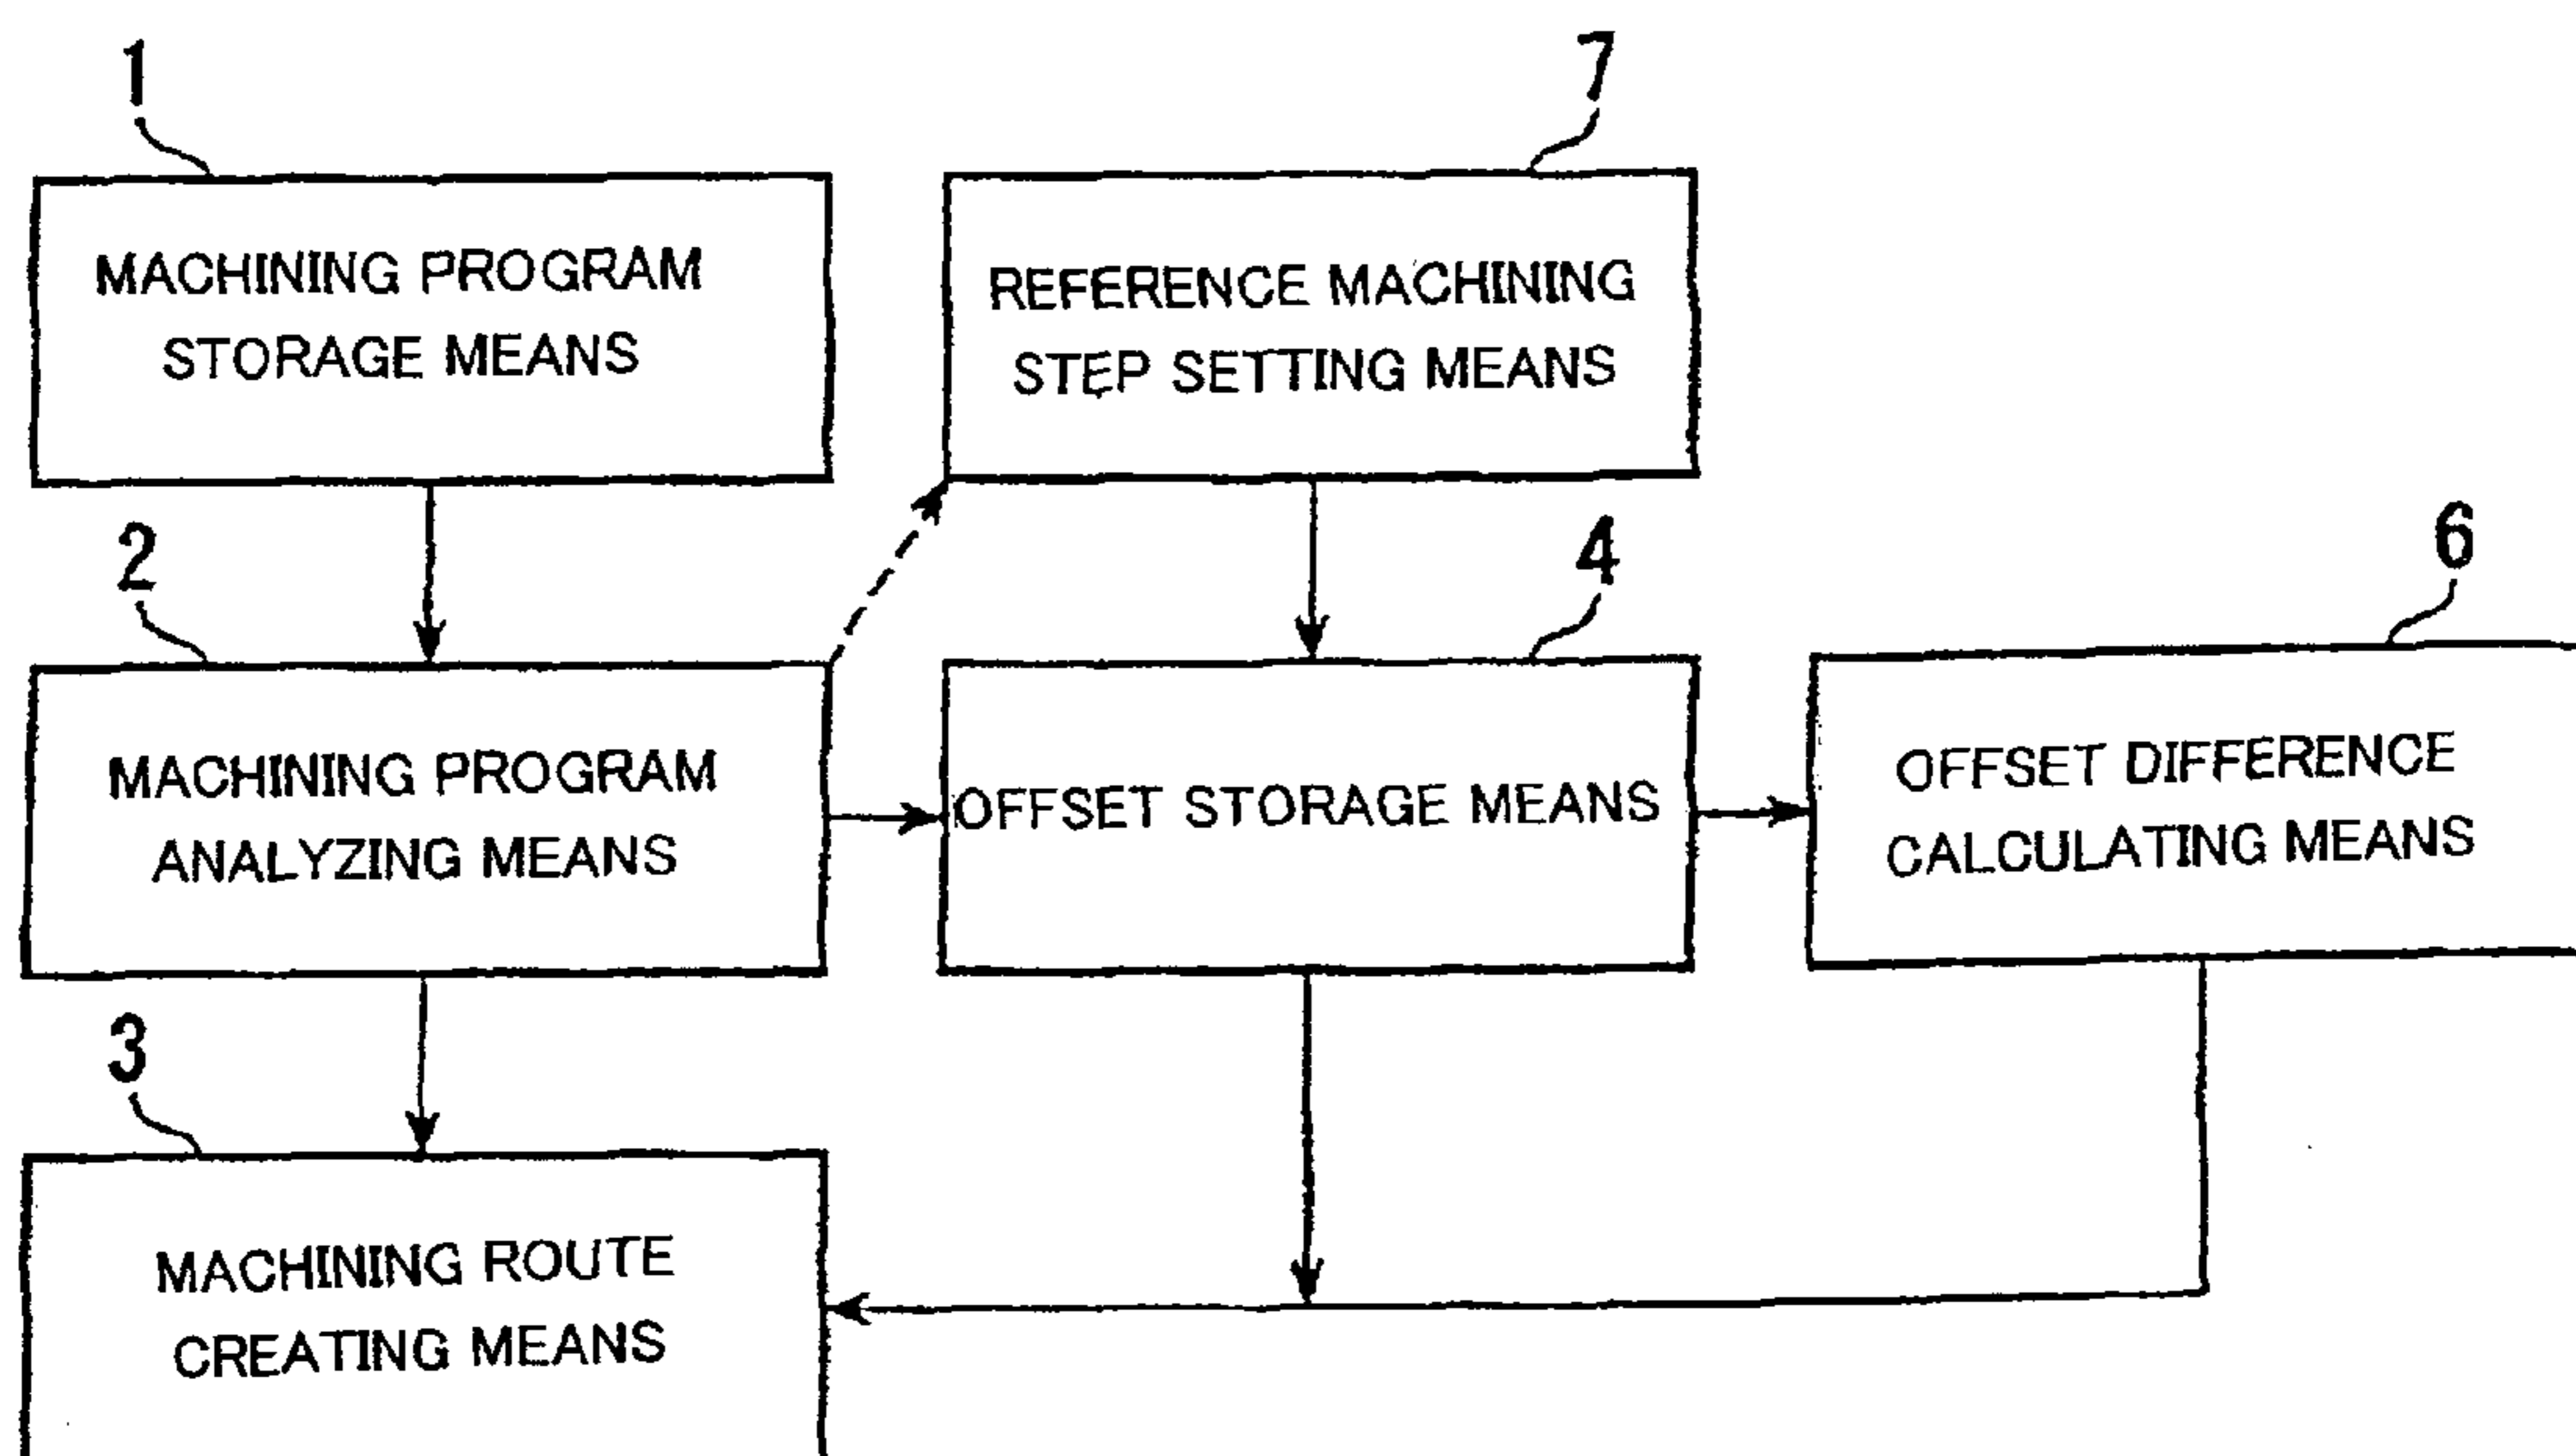 1
MACHINING PROGRAM
STORAGE MEANS
7
REFERENCE MACHINING
STEP SETTING MEANS
2
MACHINING PROGRAM
ANALYZING MEANS
4
OFFSET STORAGE MEANS
6
OFFSET DIFFERENCE
CALCULATING MEANS
3
MACHINING ROUTE
CREATING MEANS